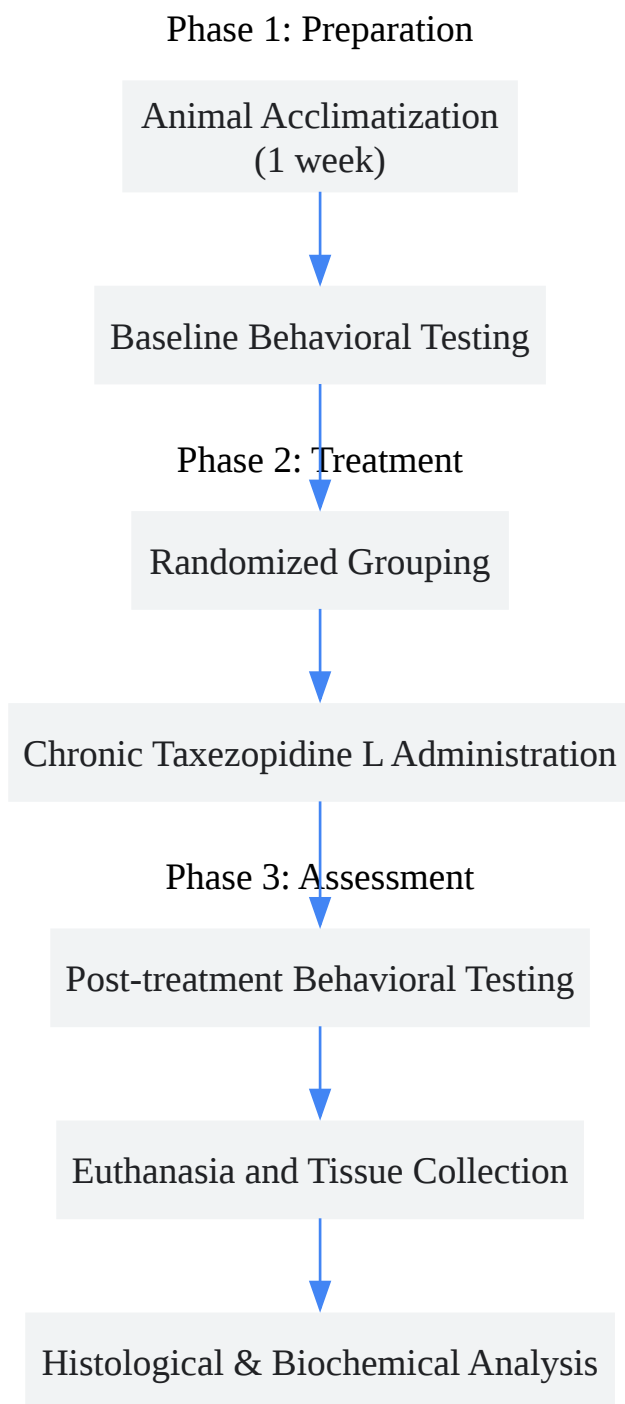 Phase 1: Preparation
Animal Acclimatization
(1 week)
Baseline Behavioral Testing
Phase 2: Treatment
Randomized Grouping
Chronic Taxezopidine L Administration
Phase 3: Assessment
Post-treatment Behavioral Testing
Euthanasia and Tissue Collection
Histological & Biochemical Analysis